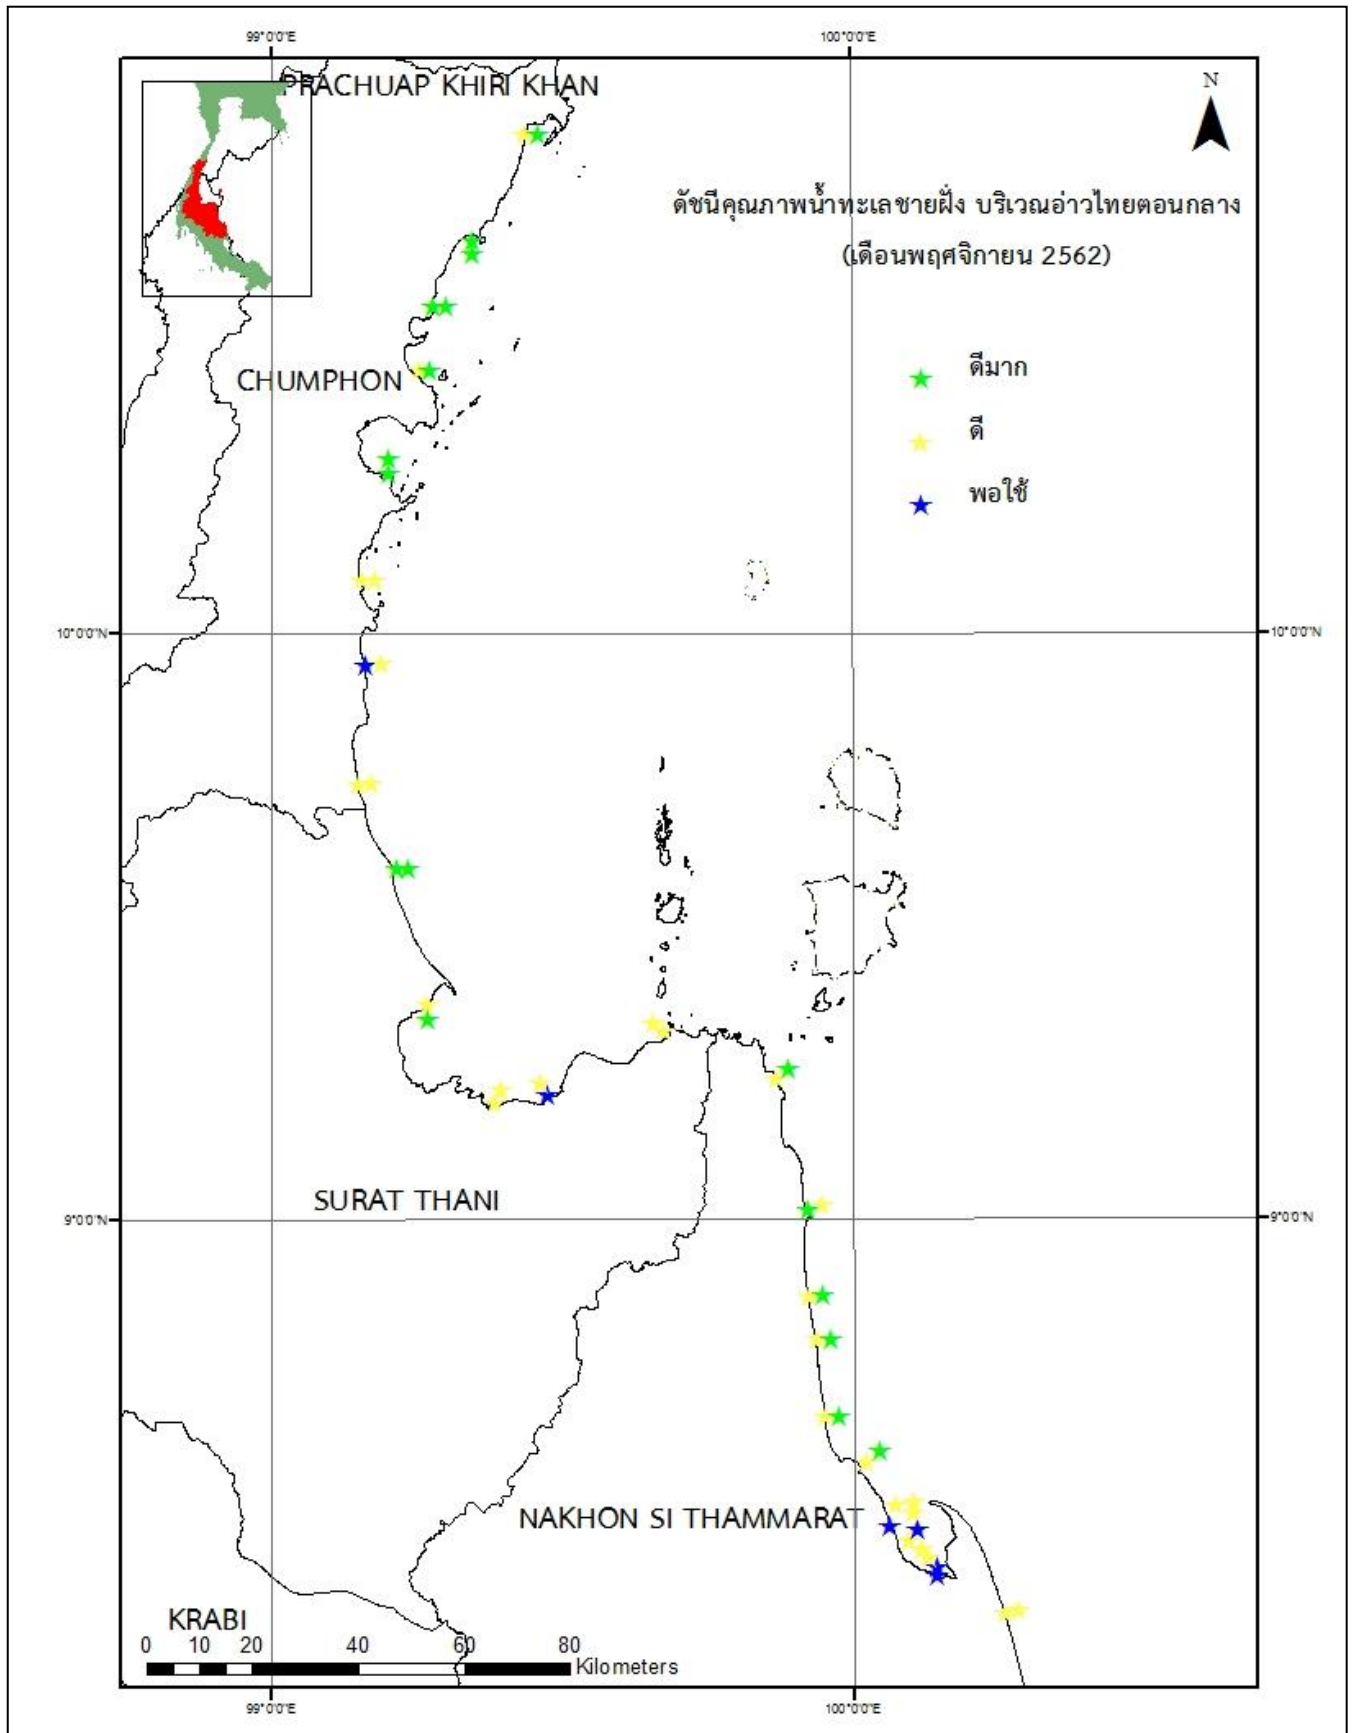 99°0'0"E 100°0'0"E
PRACHUAP KHIRI KHAN
N
ดัชนีคุณภาพน้ำทะเลชายฝั่ง บริเวณอ่าวไทยตอนกลาง
(เดือนพฤศจิกายน 2562)
ดีมาก
CHUMPHON
ดี
พอใช้
10°0'0"N 10°0'0"N
SURAT THANI
9°0'0"N 9°0'0"N
NAKHON SI THAMMARAT
KRABI
0 10 20 40 60 80
Kilometers
99°0'0"E 100°0'0"E